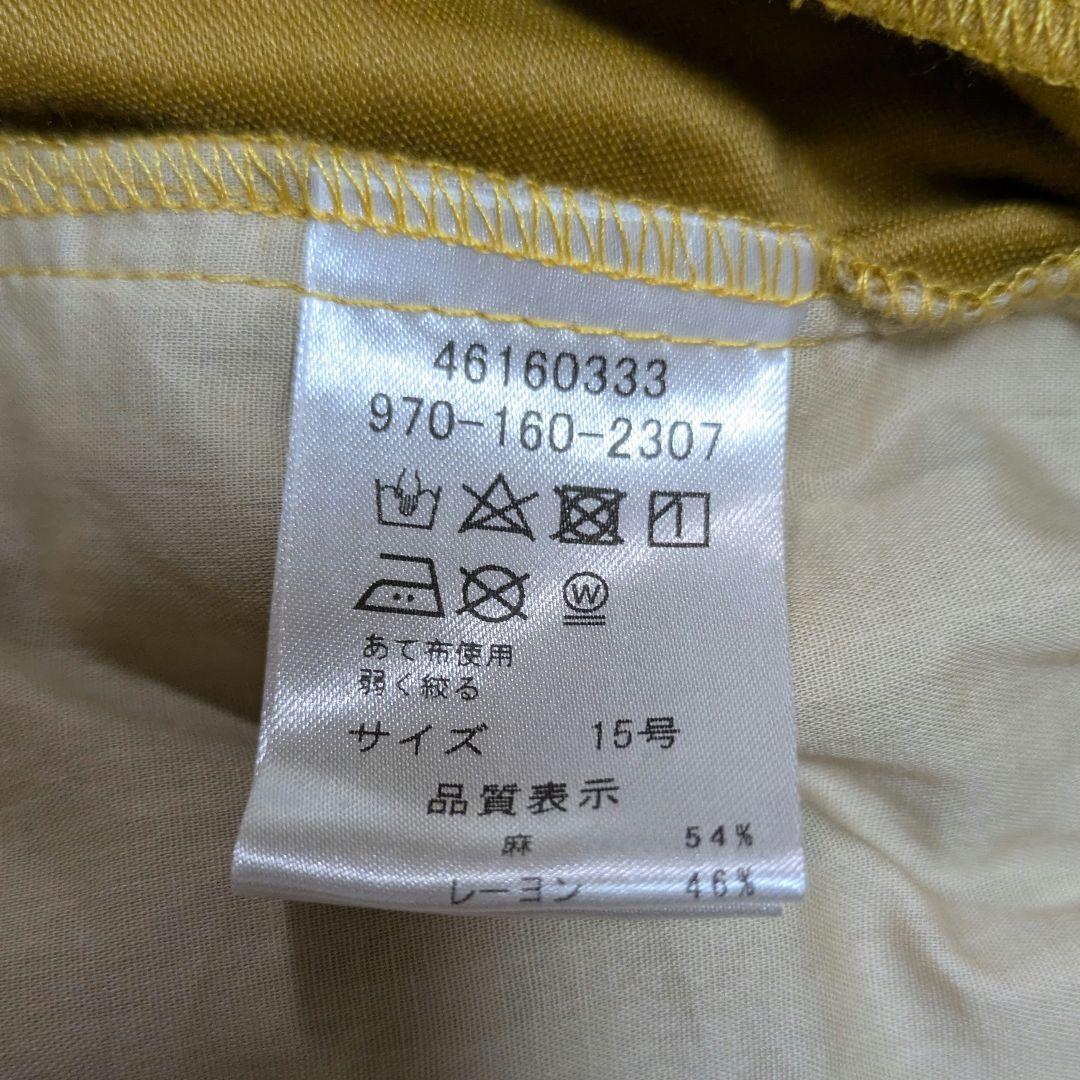 46160333
970-160-2307
W
あて布使用
弱く絞る
サイズ 15号
品質表示
麻 54%
レーヨン 46%